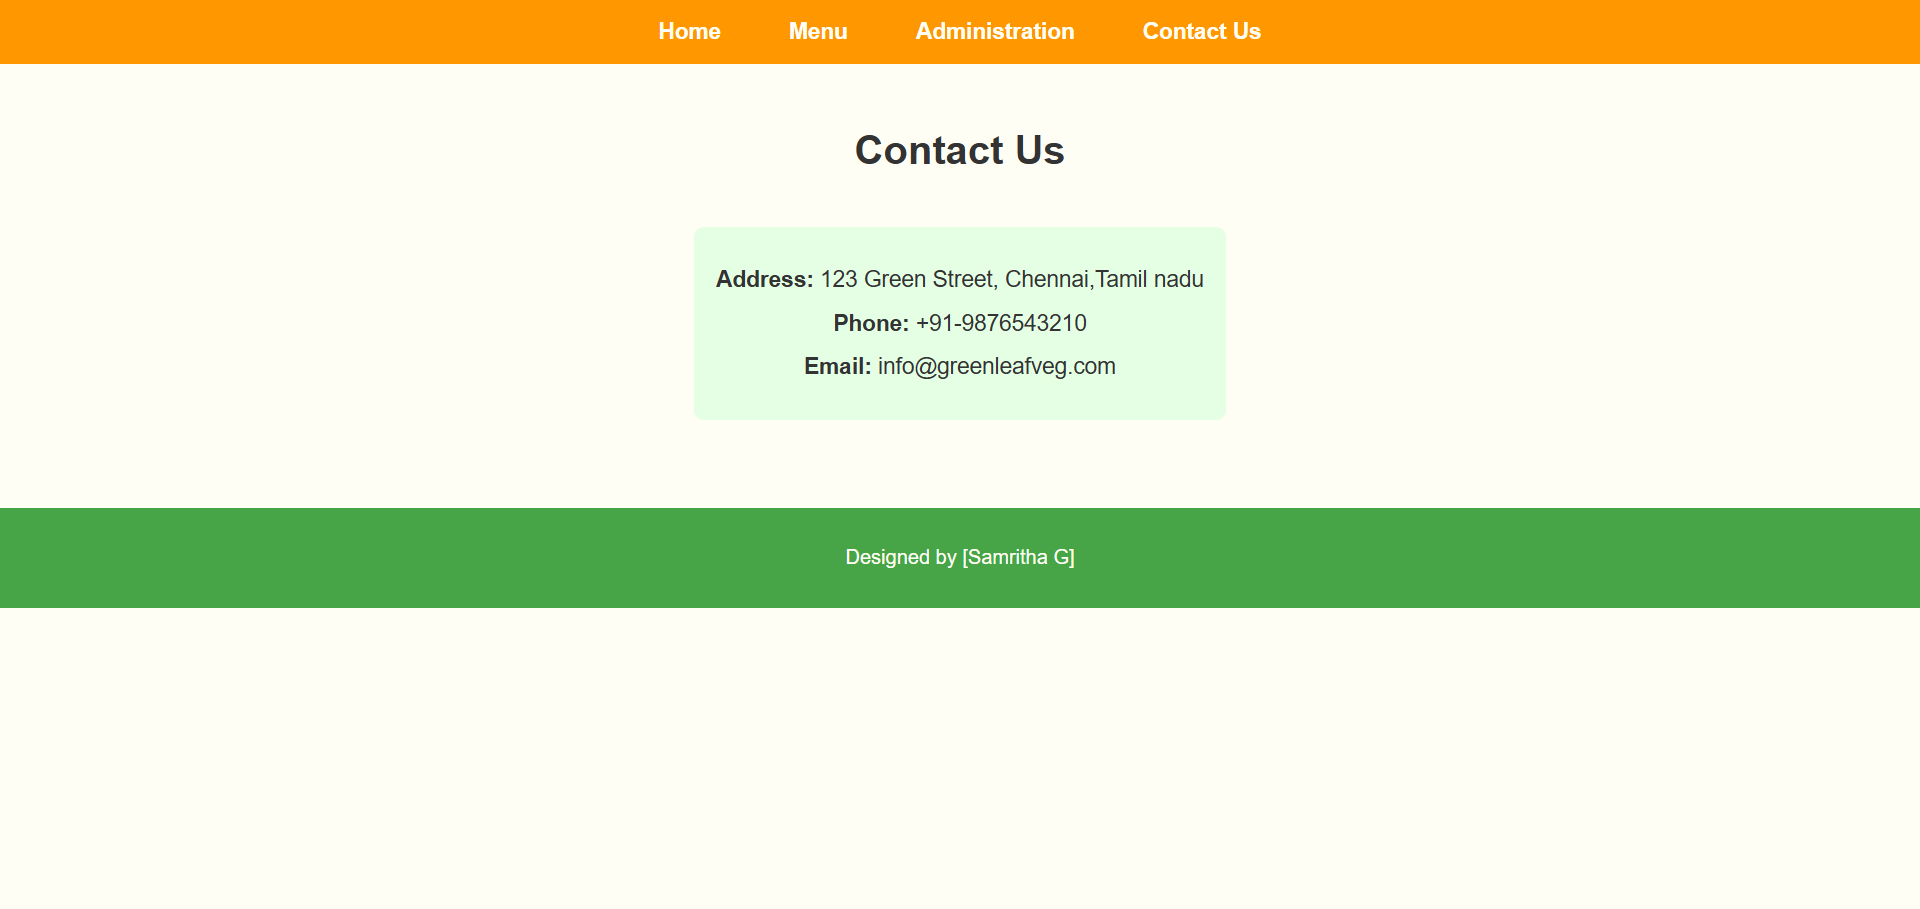 Home Menu Administration Contact Us
Contact Us
Address: 123 Green Street, Chennai,Tamil nadu
Phone: +91-9876543210
Email: info@greenleafveg.com
Designed by [Samritha G]